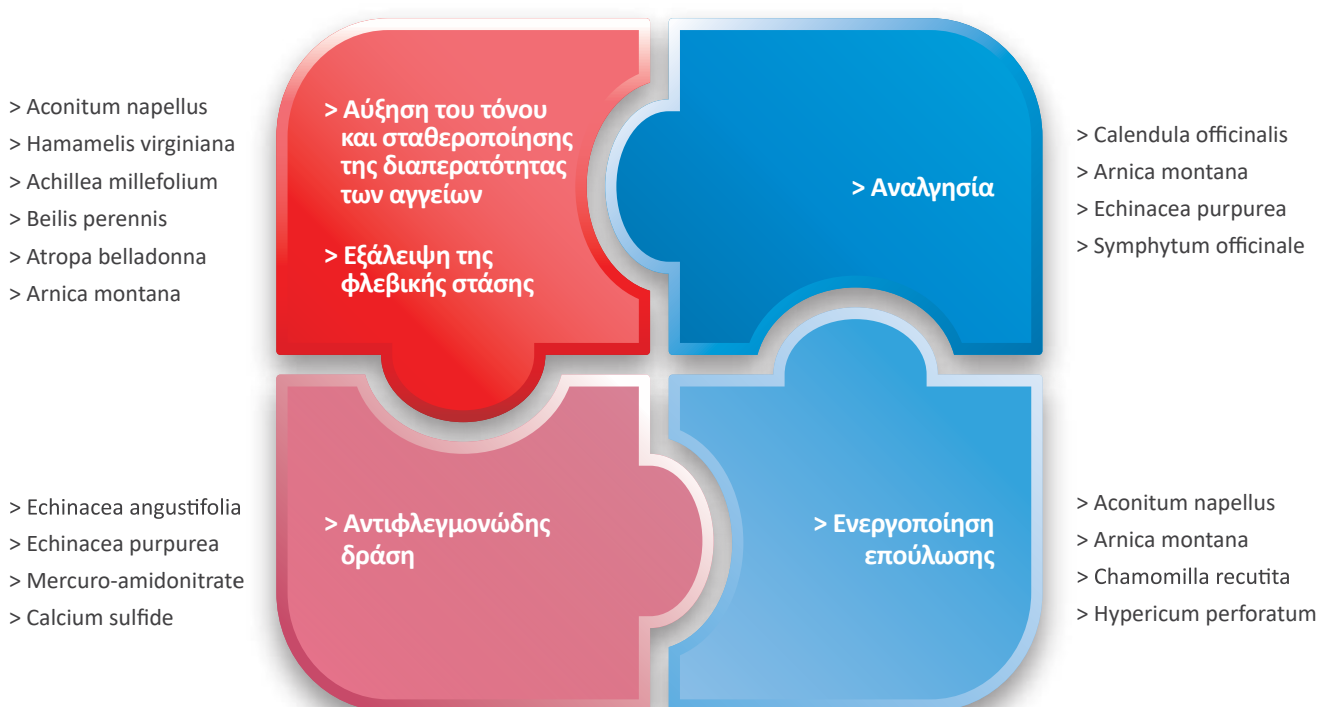 > Aconitum napellus
> Hamamelis virginiana
> Achillea millefolium
> Beilis perennis
> Atropa belladonna
> Arnica montana
> Αύξηση του τόνου
και σταθεροποίησης
της διαπερατότητας
των αγγείων
> Εξάλειψη της
φλεβικής στάσης
> Αναλγησία
> Calendula officinalis
> Arnica montana
> Echinacea purpurea
> Symphytum officinale
> Echinacea angustifolia
> Echinacea purpurea
> Mercuro-amidonitrate
> Calcium sulfide
> Αντιφλεγμονώδης
δράση
> Ενεργοποίηση
επούλωσης
> Aconitum napellus
> Arnica montana
> Chamomilla recutita
> Hypericum perforatum